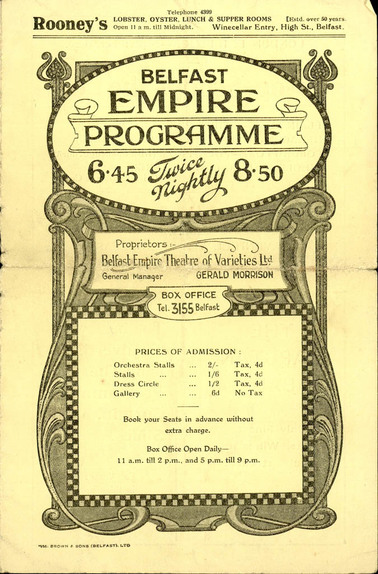 Telephone 4399
Rooney's LOBSTER, OYSTER, LUNCH & SUPPER ROOMS [Estd. over 50 years.
Open 11 a.m. till Midnight. Winecellar Entry, High St., Belfast.
BELFAST
EMPIRE
PROGRAMME
6·45 Twice Nightly 8·50
Proprietors :-
Belfast Empire Theatre of Varieties Ltd
General Manager GERALD MORRISON
BOX OFFICE
Tel. 3155 Belfast
PRICES OF ADMISSION :
Orchestra Stalls ... 2/- Tax, 4d
Stalls ... ... 1/6 Tax, 4d
Dress Circle ... 1/2 Tax, 4d
Gallery ... 6d No Tax
Book your Seats in advance without
extra charge.
Box Office Open Daily—
11 a.m. till 2 p.m., and 5 p.m. till 9 p.m.
WM. BROWN & SONS (BELFAST), LTD